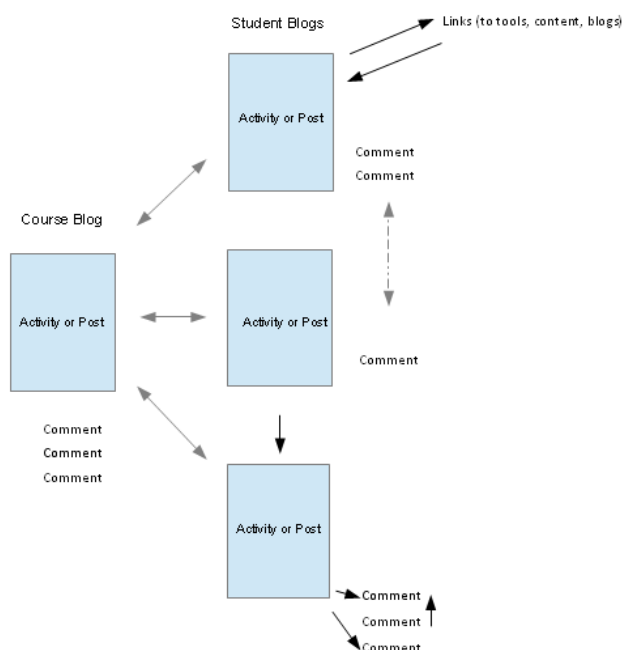 Student Blogs
Links (to tools, content, blogs)
Activity or Post
Comment
Comment
Course Blog
Activity or Post
Activity or Post
Comment
Comment
Comment
Comment
Activity or Post
Comment
Comment
Comment